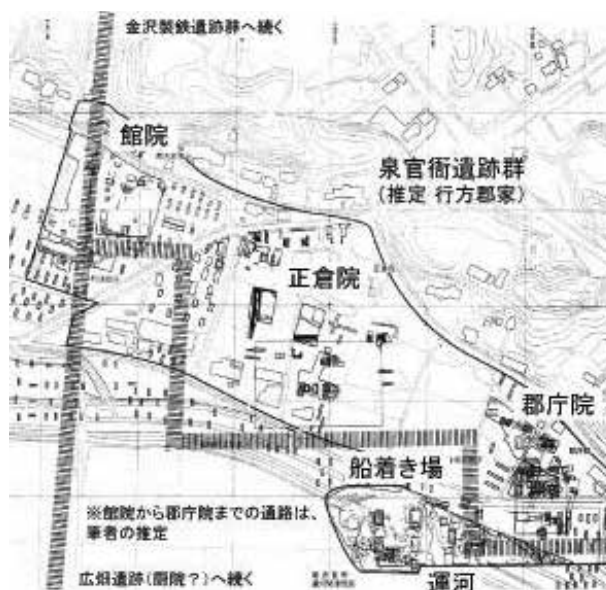 金沢製鉄遺跡群へ続く
館院
泉官衙遺跡群
(推定 行方郡家)
正倉院
郡庁院
船着き場
※館院から郡庁院までの通路は、
筆者の推定
広畑遺跡(厨院?)へ続く
運河